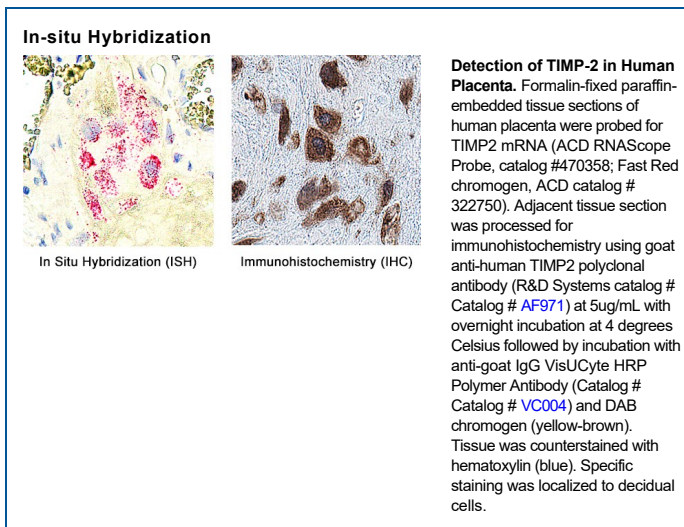 In-situ Hybridization
In Situ Hybridization (ISH)
Immunohistochemistry (IHC)
Detection of TIMP-2 in Human
Placenta. Formalin-fixed paraffin-
embedded tissue sections of
human placenta were probed for
TIMP2 mRNA (ACD RNAScope
Probe, catalog #470358; Fast Red
chromogen, ACD catalog #
322750). Adjacent tissue section
was processed for
immunohistochemistry using goat
anti-human TIMP2 polyclonal
antibody (R&D Systems catalog #
Catalog # AF971) at 5ug/mL with
overnight incubation at 4 degrees
Celsius followed by incubation with
anti-goat IgG VisUCyte HRP
Polymer Antibody (Catalog #
Catalog # VC004) and DAB
chromogen (yellow-brown).
Tissue was counterstained with
hematoxylin (blue). Specific
staining was localized to decidual
cells.